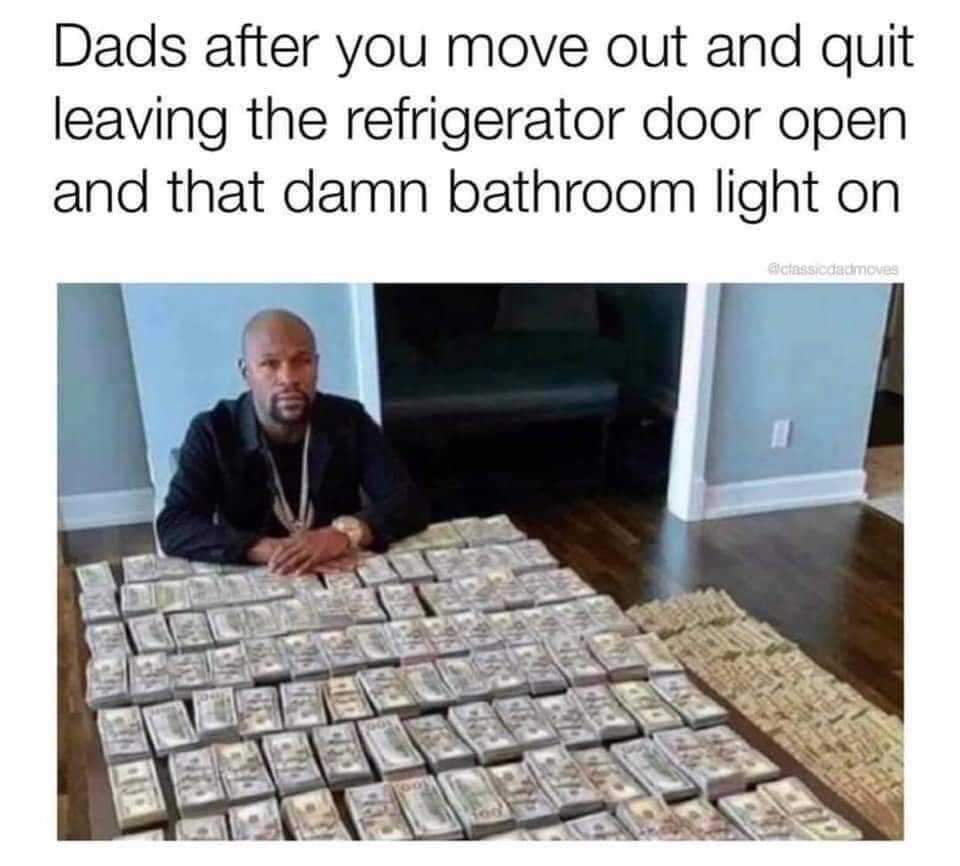 Dads after you move out and quit
leaving the refrigerator door open
and that damn bathroom light on
@classicdadmoves